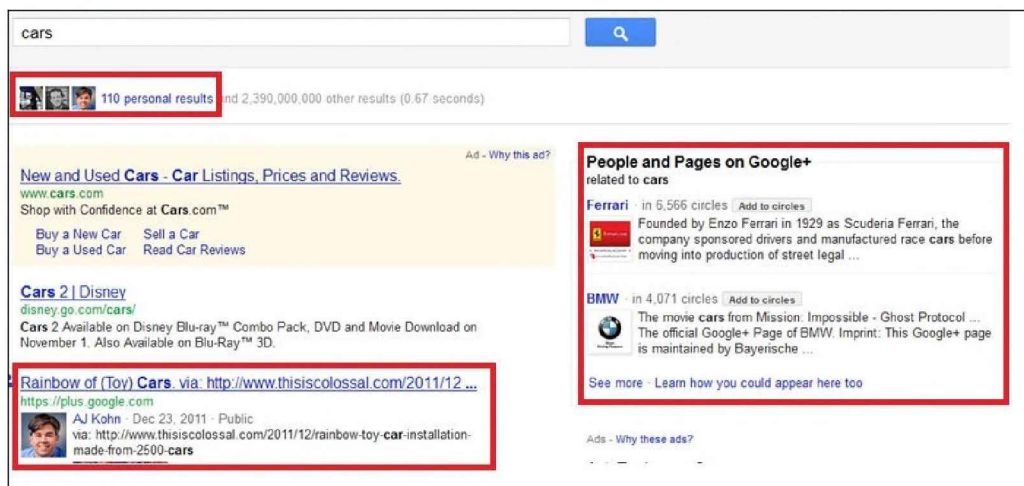 cars
110 personal results and 2,390,000,000 other results (0.67 seconds)
Ad - Why this ad?
New and Used Cars - Car Listings, Prices and Reviews.
www.cars.com
Shop with Confidence at Cars.com™
Buy a New Car Sell a Car
Buy a Used Car Read Car Reviews
Cars 2 | Disney
disney.go.com/cars/
Cars 2 Available on Disney Blu-ray™ Combo Pack, DVD and Movie Download on
November 1. Also Available on Blu-Ray™ 3D.
Rainbow of (Toy) Cars. via: http://www.thisiscolossal.com/2011/12 ...
https://plus.google.com
AJ Kohn - Dec 23, 2011 - Public
via: http://www.thisiscolossal.com/2011/12/rainbow-toy-car-installation-
made-from-2500-cars
People and Pages on Google+
related to cars
Ferrari - in 6,566 circles Add to circles
Founded by Enzo Ferrari in 1929 as Scuderia Ferrari, the
company sponsored drivers and manufactured race cars before
moving into production of street legal ...
BMW - in 4,071 circles Add to circles
The movie cars from Mission: Impossible - Ghost Protocol ...
The official Google+ Page of BMW. Imprint: This Google+ page
is maintained by Bayerische ...
See more - Learn how you could appear here too
Ads - Why these ads?